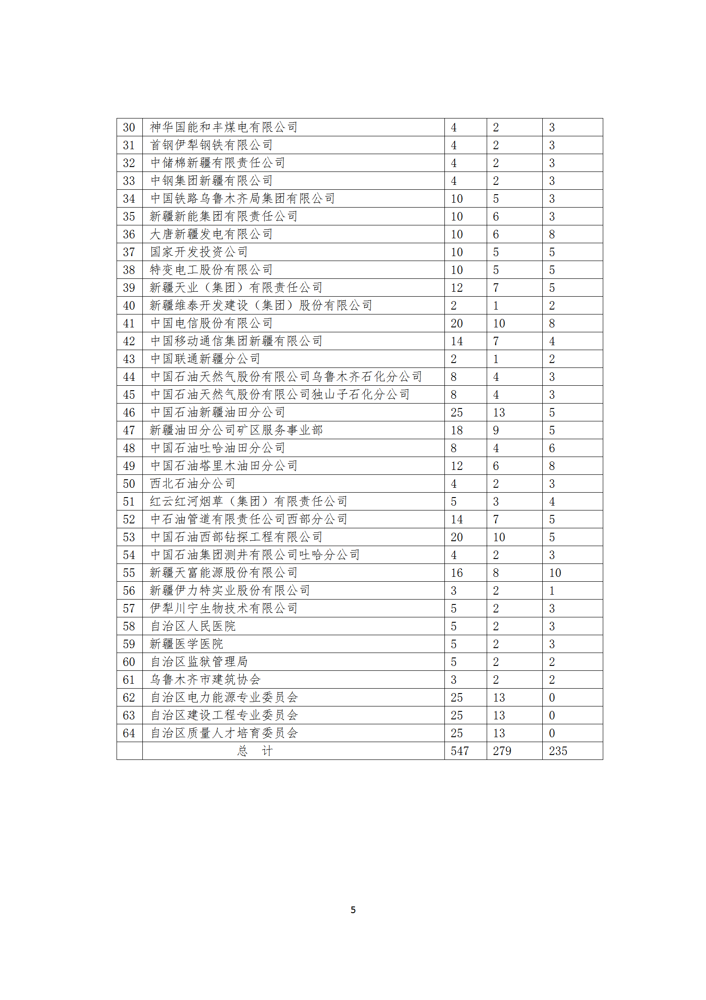 30 神华国能和丰煤电有限公司 4 2 3
31 首钢伊犁钢铁有限公司 4 2 3
32 中储棉新疆有限责任公司 4 2 3
33 中钢集团新疆有限公司 4 2 3
34 中国铁路乌鲁木齐局集团有限公司 10 5 3
35 新疆新能集团有限责任公司 10 6 3
36 大唐新疆发电有限公司 10 6 8
37 国家开发投资公司 10 5 5
38 特变电工股份有限公司 10 5 5
39 新疆天业（集团）有限责任公司 12 7 5
40 新疆维泰开发建设（集团）股份有限公司 2 1 2
41 中国电信股份有限公司 20 10 8
42 中国移动通信集团新疆有限公司 14 7 4
43 中国联通新疆分公司 2 1 2
44 中国石油天然气股份有限公司乌鲁木齐石化分公司 8 4 3
45 中国石油天然气股份有限公司独山子石化分公司 8 4 3
46 中国石油新疆油田分公司 25 13 5
47 新疆油田分公司矿区服务事业部 18 9 5
48 中国石油吐哈油田分公司 8 4 6
49 中国石油塔里木油田分公司 12 6 8
50 西北石油分公司 4 2 3
51 红云红河烟草（集团）有限责任公司 5 3 4
52 中石油管道有限责任公司西部分公司 14 7 5
53 中国石油西部钻探工程有限公司 20 10 5
54 中国石油集团测井有限公司吐哈分公司 4 2 3
55 新疆天富能源股份有限公司 16 8 10
56 新疆伊力特实业股份有限公司 3 2 1
57 伊犁川宁生物技术有限公司 5 2 3
58 自治区人民医院 5 2 3
59 新疆医学医院 5 2 3
60 自治区监狱管理局 5 2 2
61 乌鲁木齐市建筑协会 3 2 2
62 自治区电力能源专业委员会 25 13 0
63 自治区建设工程专业委员会 25 13 0
64 自治区质量人才培育委员会 25 13 0
总 计 547 279 235
5